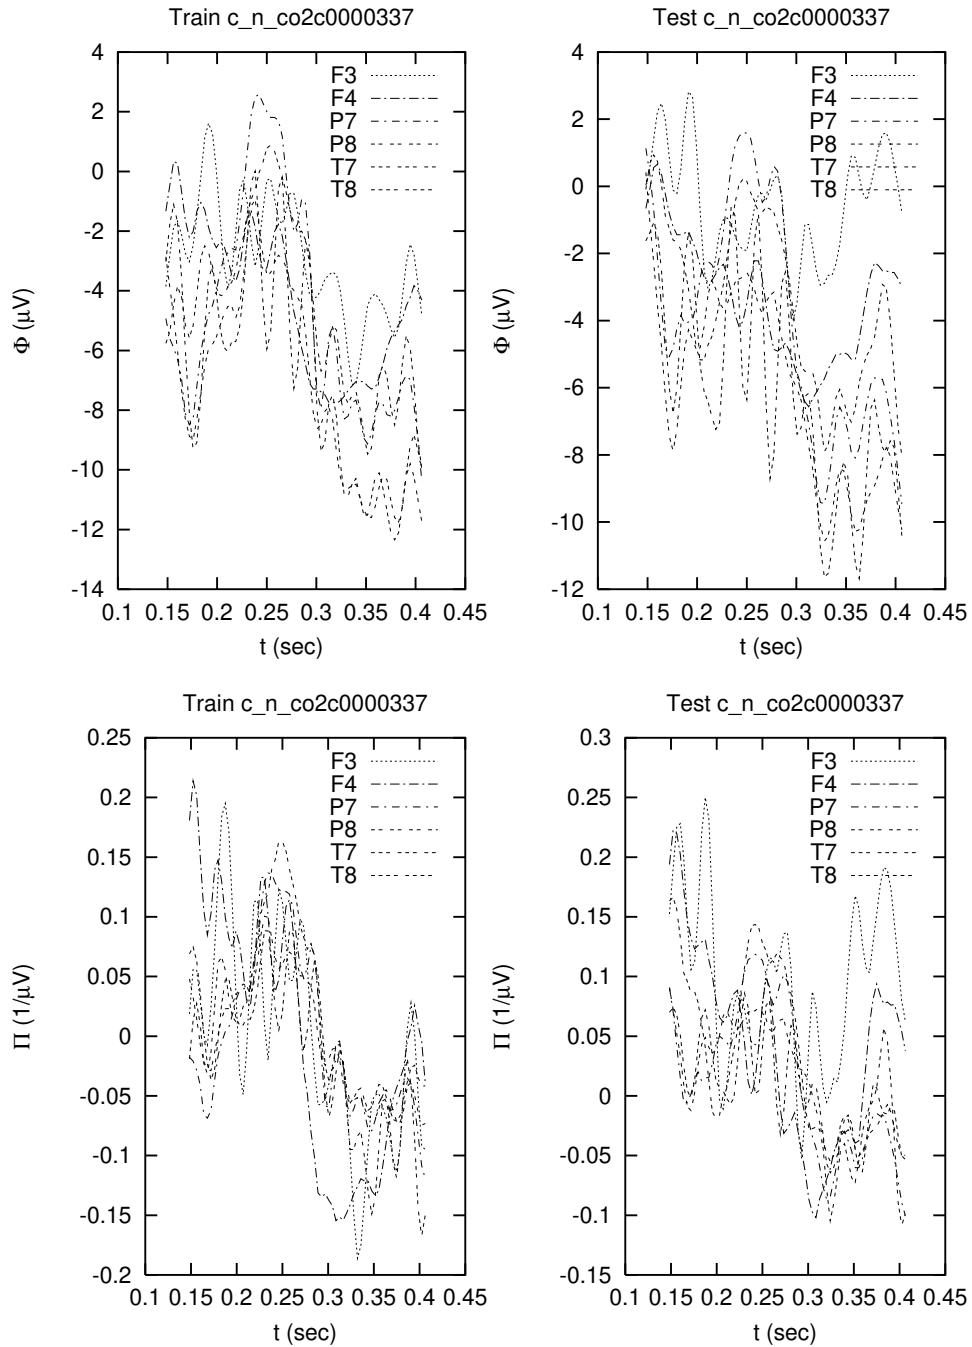 Train c_n_co2c0000337
4
2
0
-2
-4
-6
-8
-10
-12
-14
Φ (μV)
F3
F4
P7
P8
T7
T8
0.1 0.15 0.2 0.25 0.3 0.35 0.4 0.45
t (sec)
Test c_n_co2c0000337
4
2
0
-2
-4
-6
-8
-10
-12
Φ (μV)
F3
F4
P7
P8
T7
T8
0.1 0.15 0.2 0.25 0.3 0.35 0.4 0.45
t (sec)
Train c_n_co2c0000337
0.25
0.2
0.15
0.1
0.05
0
-0.05
-0.1
-0.15
-0.2
Π (1/μV)
F3
F4
P7
P8
T7
T8
0.1 0.15 0.2 0.25 0.3 0.35 0.4 0.45
t (sec)
Test c_n_co2c0000337
0.3
0.25
0.2
0.15
0.1
0.05
0
-0.05
-0.1
-0.15
Π (1/μV)
F3
F4
P7
P8
T7
T8
0.1 0.15 0.2 0.25 0.3 0.35 0.4 0.45
t (sec)